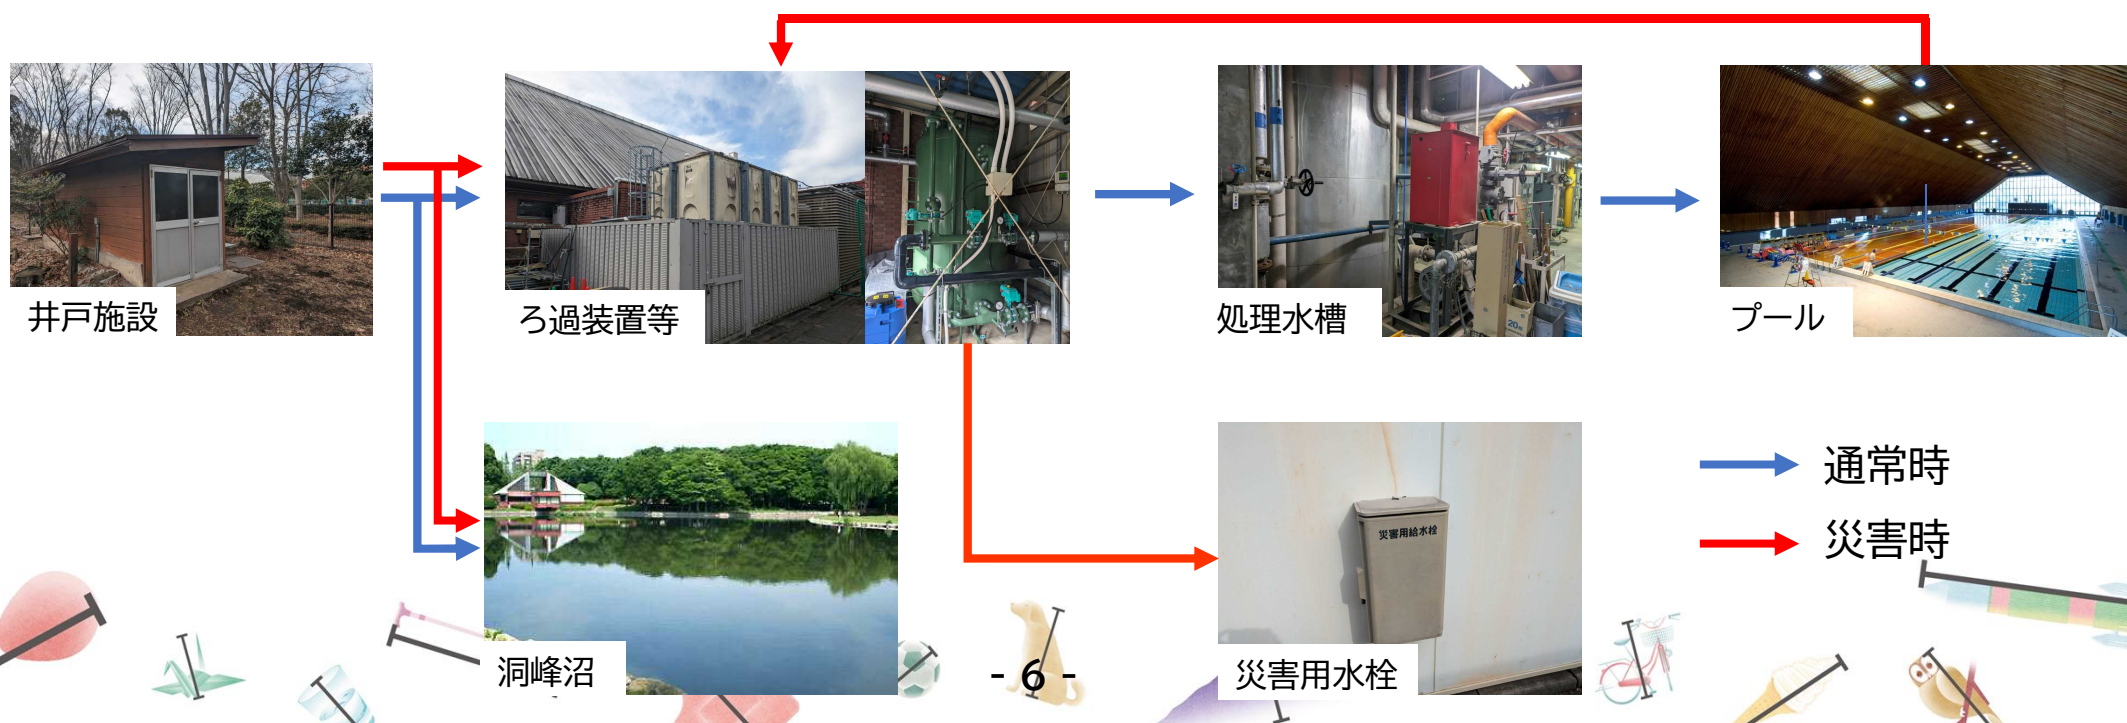 井戸施設
ろ過装置等
処理水槽
プール
通常時
災害時
災害用給水栓
洞峰沼
災害用水栓
- 6 -